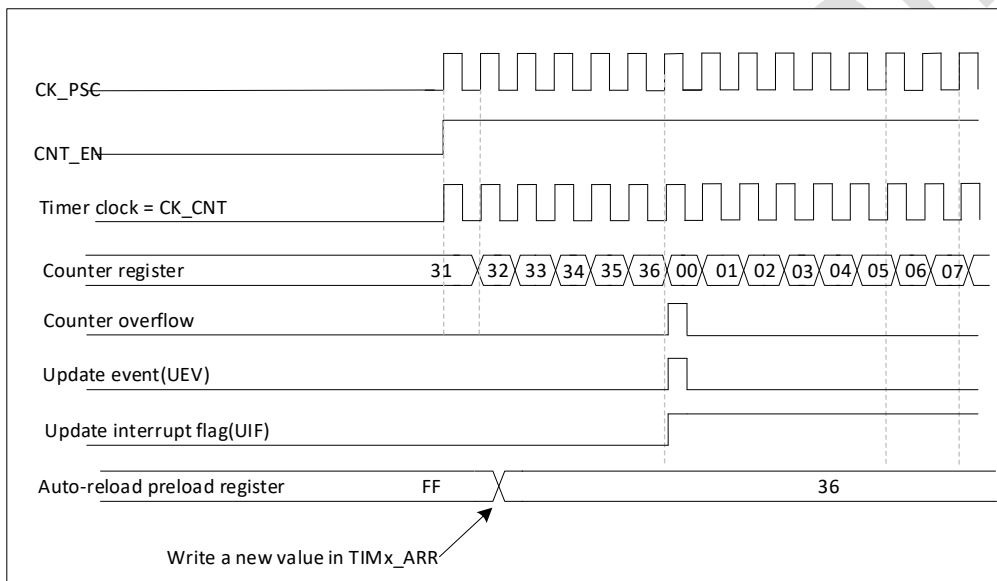 CK_PSC
CNT_EN
Timer clock = CK_CNT
Counter register 31 32 33 34 35 36 00 01 02 03 04 05 06 07
Counter overflow
Update event(UEV)
Update interrupt flag(UIF)
Auto-reload preload register FF 36
Write a new value in TIMx_ARR